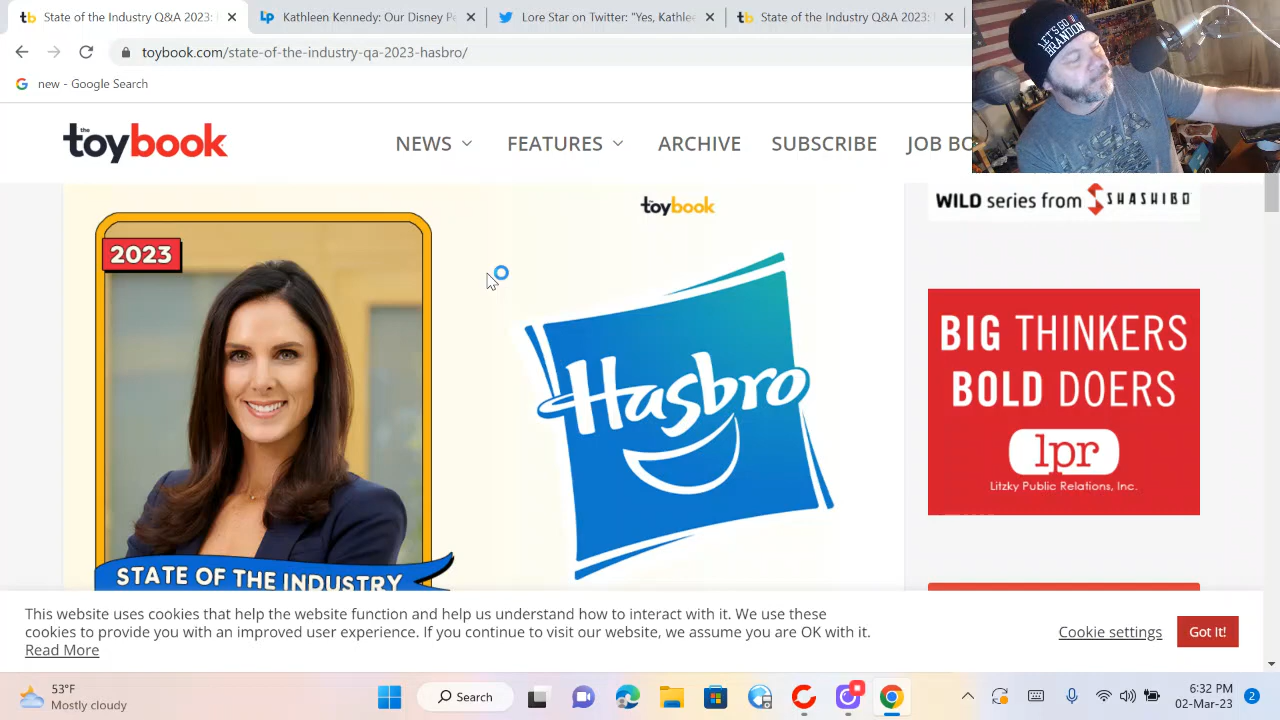 State of the Industry Q&A 2023:
Kathleen Kennedy: Our Disney P
Lore Star on Twitter: "Yes, Kathle
State of the Industry Q&A 2023:
toybook.com/state-of-the-industry-qa-2023-hasbro/
new - Google Search
LET'S GO
BRANDON
the
toybook
NEWS
FEATURES
ARCHIVE
SUBSCRIBE
JOB BO
WILD series from SHASHIBO
toybook
2023
Hasbro
STATE OF THE INDUSTRY
BIG THINKERS
BOLD DOERS
lpr
Litzky Public Relations, Inc.
This website uses cookies that help the website function and help us understand how to interact with it. We use these
cookies to provide you with an improved user experience. If you continue to visit our website, we assume you are OK with it.
Read More
Cookie settings
Got It!
53°F
Mostly cloudy
Search
6:32 PM
02-Mar-23
2